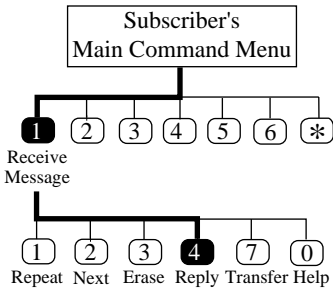 Subscriber's
Main Command Menu
1 2 3 4 5 6 *
Receive
Message
1 2 3 4 7 0
Repeat Next Erase Reply Transfer Help